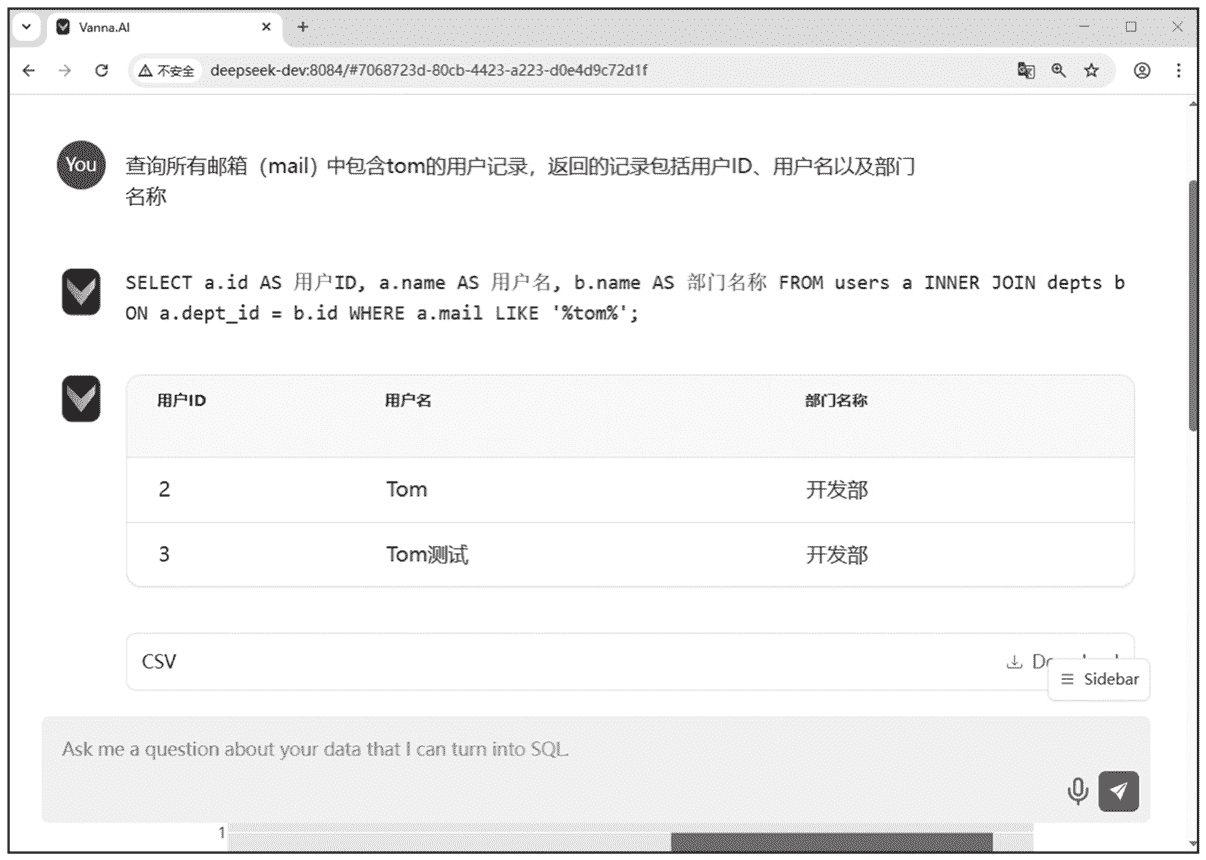 Vanna.AI
不安全 deepseek-dev:8084/#7068723d-80cb-4423-a223-d0e4d9c72d1f
You
查询所有邮箱（mail）中包含tom的用户记录，返回的记录包括用户ID、用户名以及部门
名称
SELECT a.id AS 用户ID, a.name AS 用户名, b.name AS 部门名称 FROM users a INNER JOIN depts b
ON a.dept_id = b.id WHERE a.mail LIKE '%tom%';
用户ID 用户名 部门名称
2 Tom 开发部
3 Tom测试 开发部
CSV
Sidebar
Ask me a question about your data that I can turn into SQL.
1